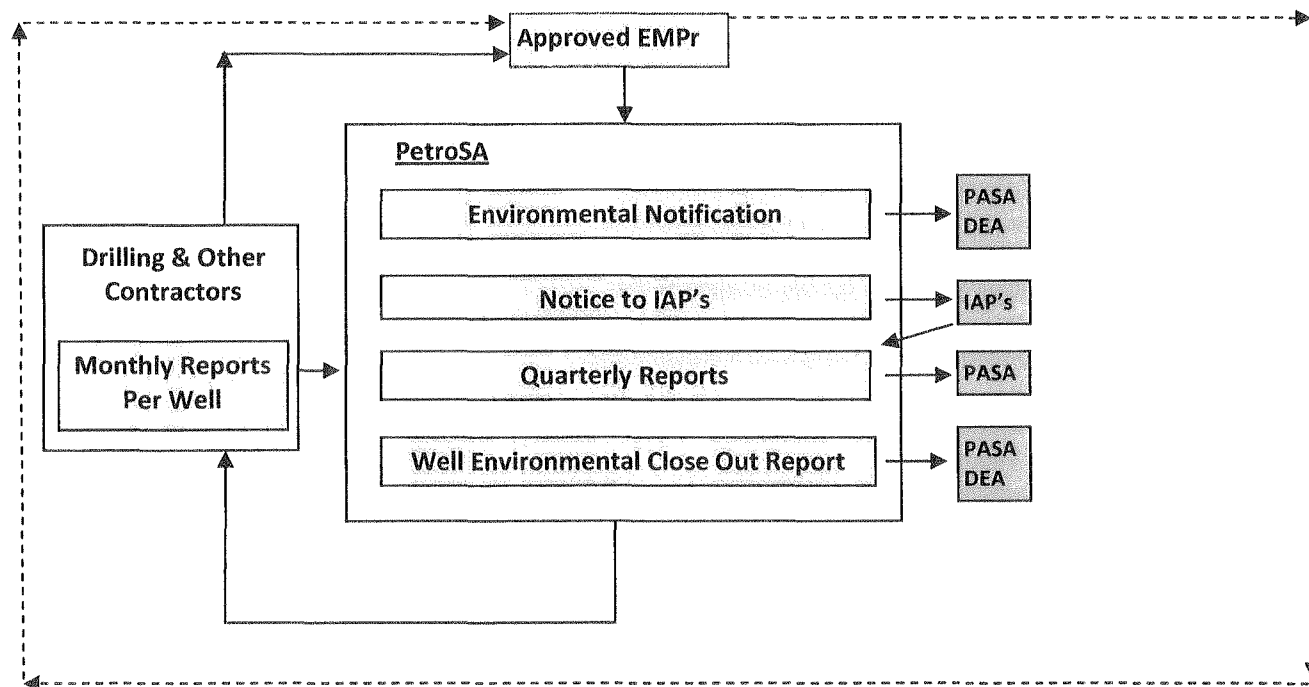 Approved EMPr
PetroSA
Environmental Notification
PASA
DEA
Drilling & Other
Contractors
Notice to IAP's
IAP's
Monthly Reports
Per Well
Quarterly Reports
PASA
Well Environmental Close Out Report
PASA
DEA